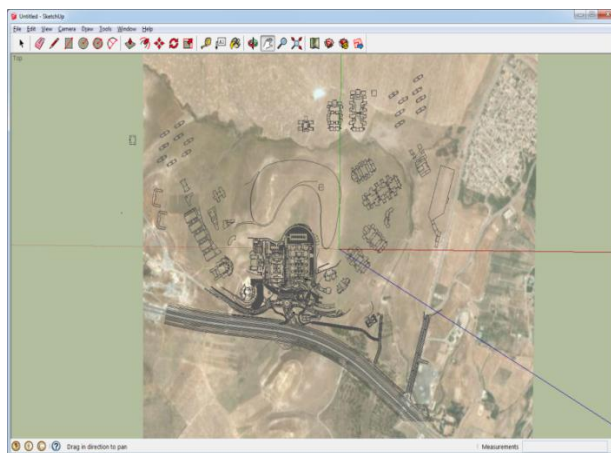 Untitled - SketchUp
File Edit View Camera Draw Tools Window Help
Top
Drag in direction to pan
Measurements